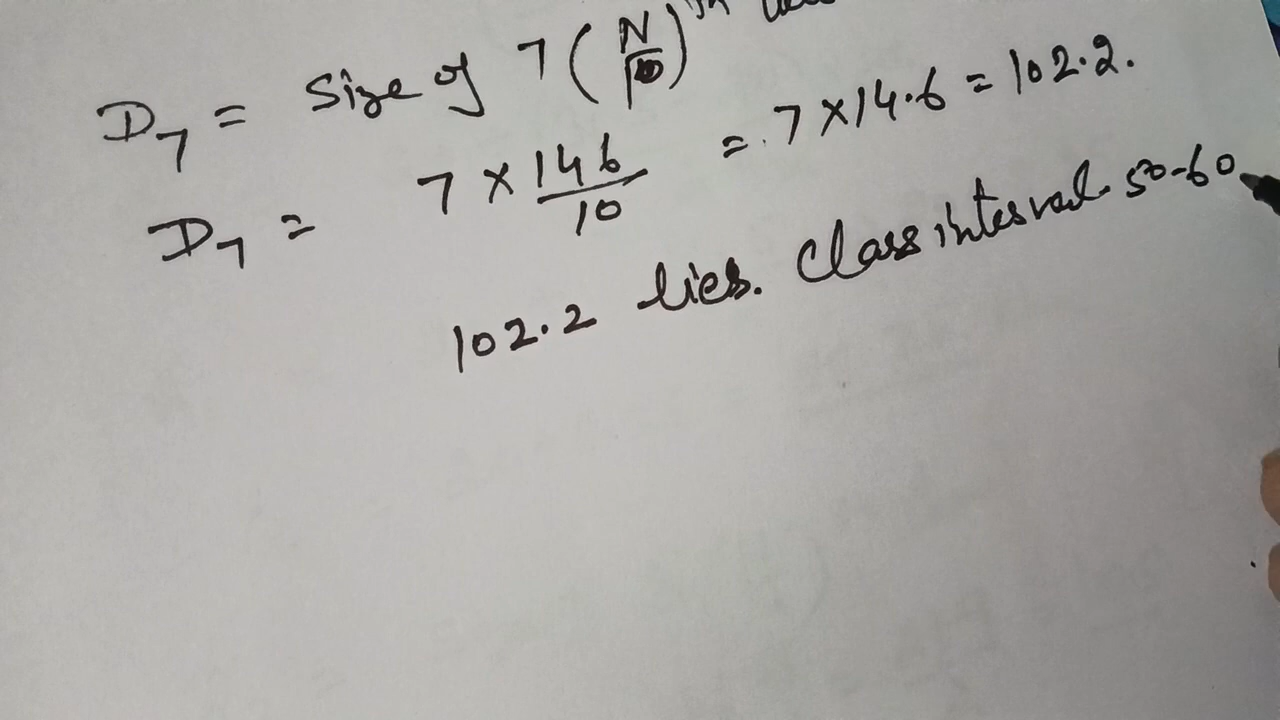 D7 = Size of 7 (N/10)th
D7 = 7 × 146/10 = 7 × 14.6 = 102.2.
102.2 lies. Class interval 50-60